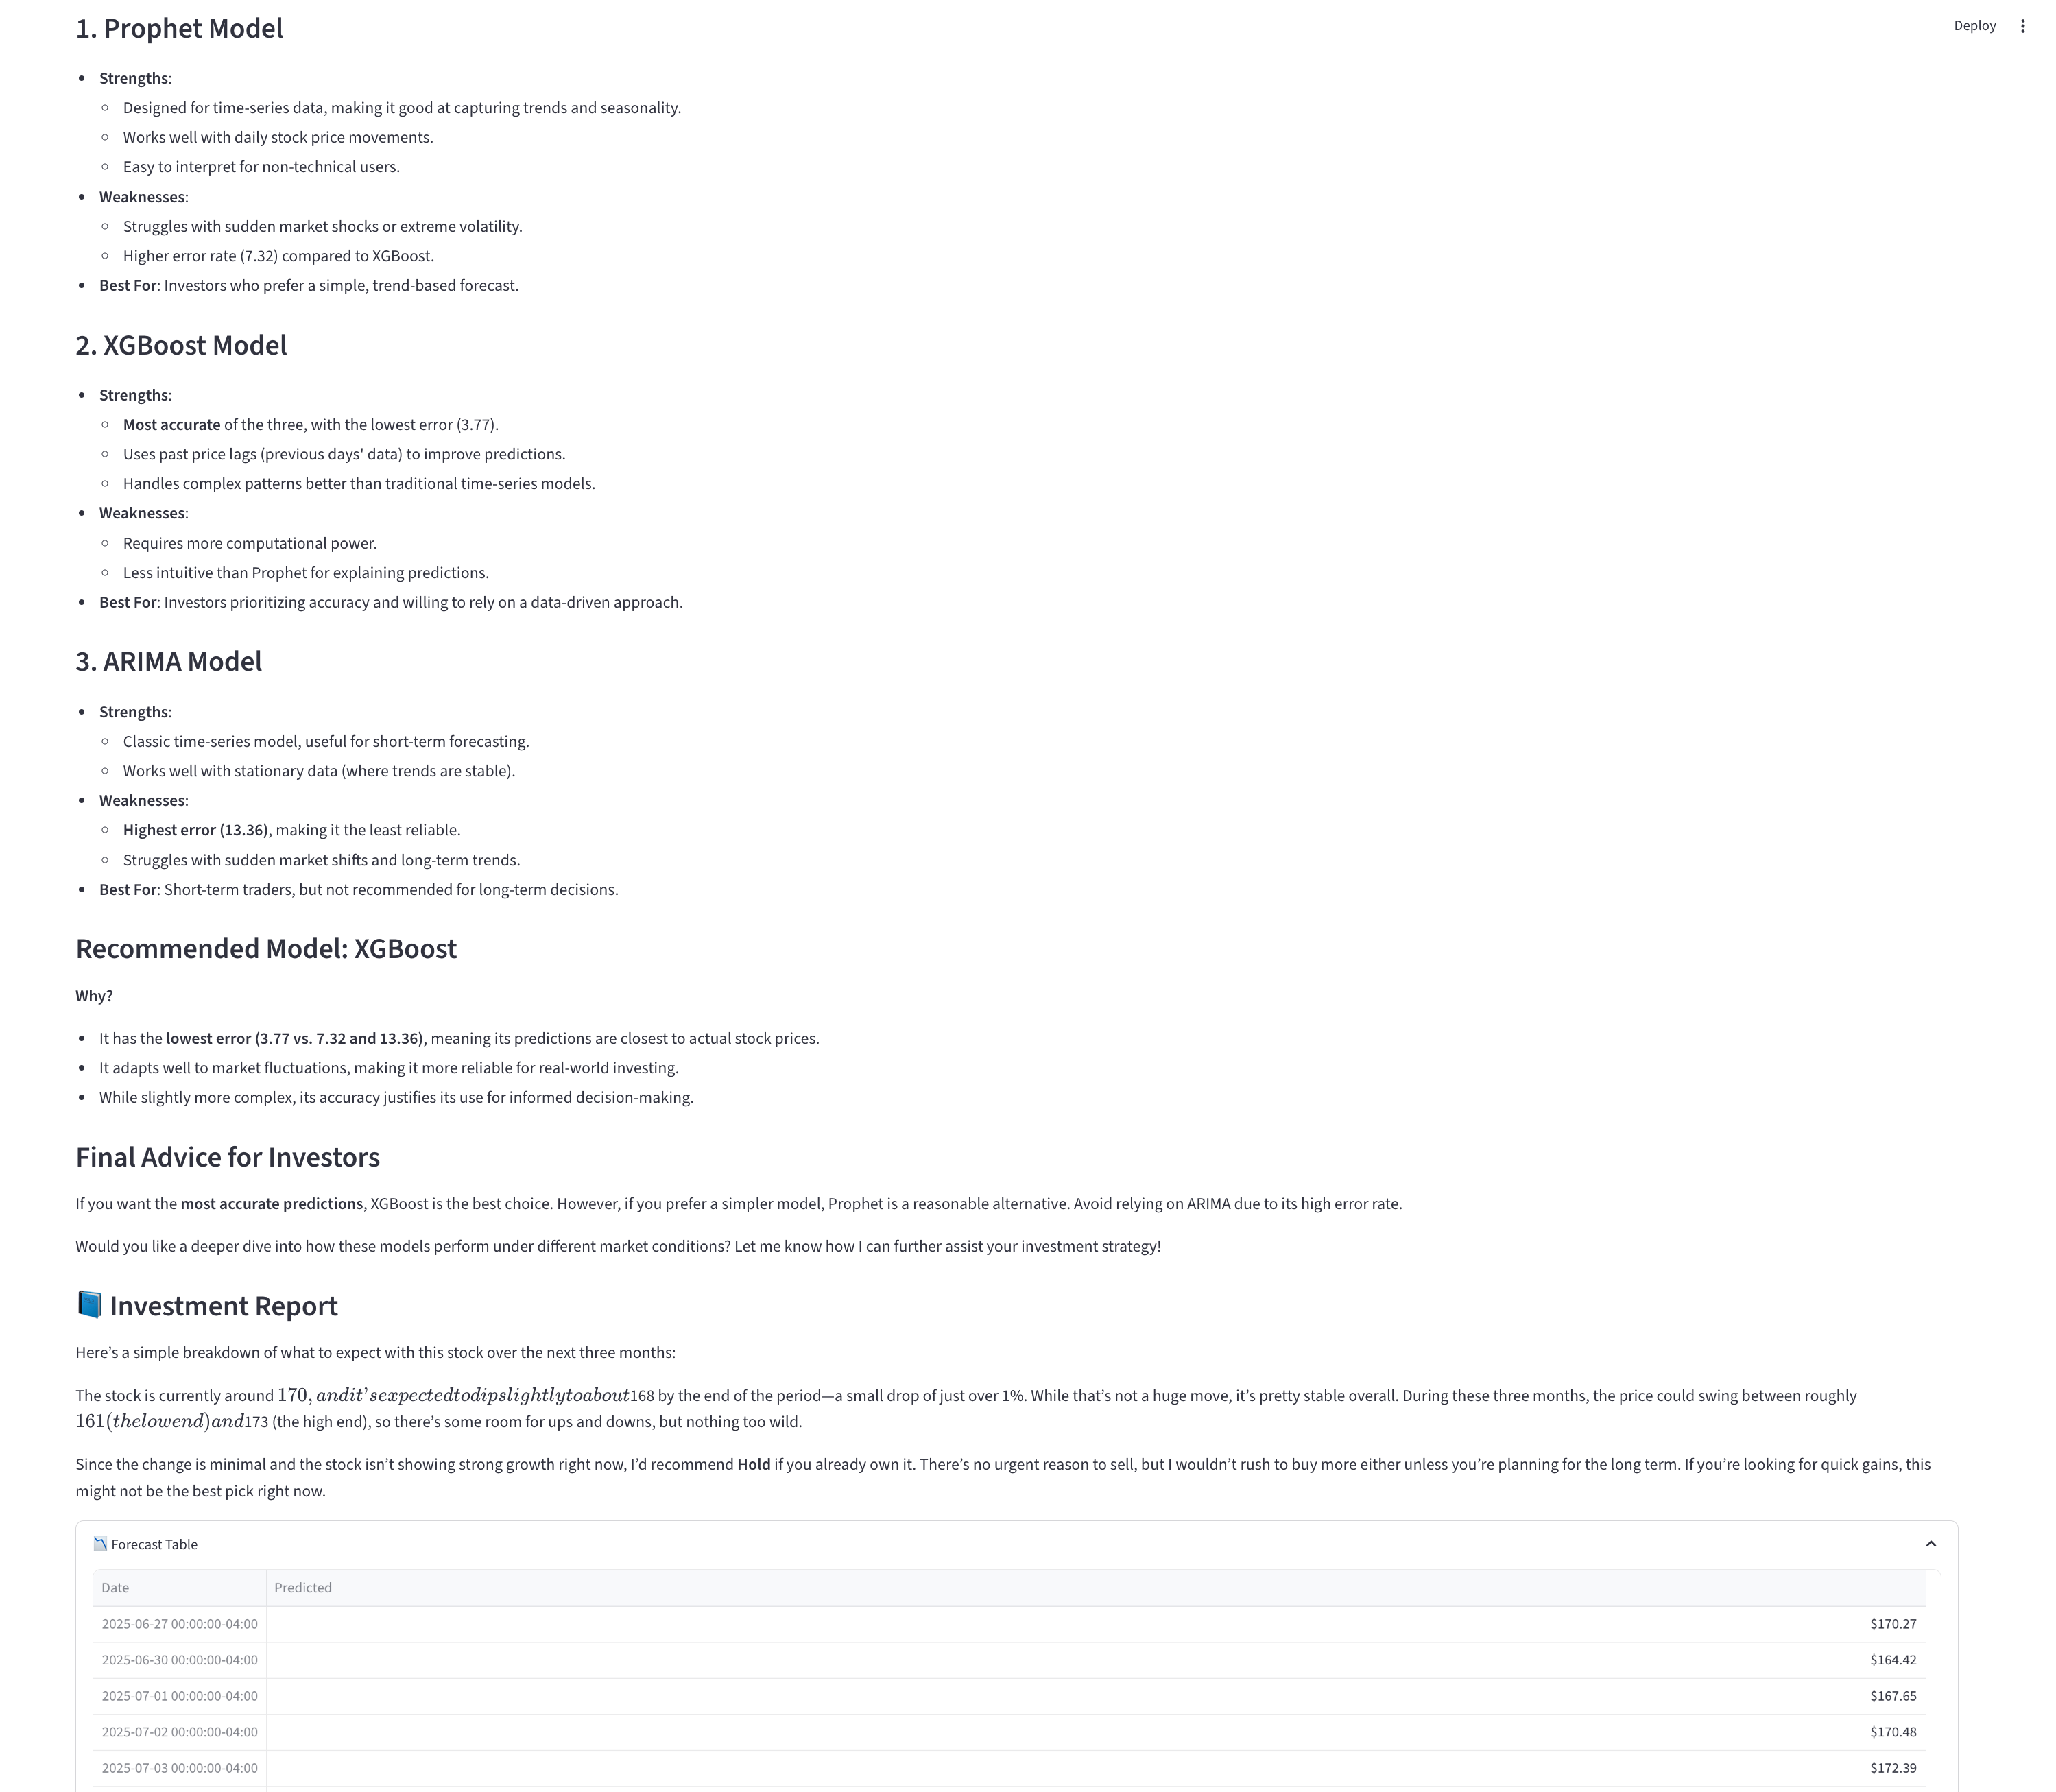 Deploy
1. Prophet Model
Strengths:
Designed for time-series data, making it good at capturing trends and seasonality.
Works well with daily stock price movements.
Easy to interpret for non-technical users.
Weaknesses:
Struggles with sudden market shocks or extreme volatility.
Higher error rate (7.32) compared to XGBoost.
Best For: Investors who prefer a simple, trend-based forecast.
2. XGBoost Model
Strengths:
Most accurate of the three, with the lowest error (3.77).
Uses past price lags (previous days' data) to improve predictions.
Handles complex patterns better than traditional time-series models.
Weaknesses:
Requires more computational power.
Less intuitive than Prophet for explaining predictions.
Best For: Investors prioritizing accuracy and willing to rely on a data-driven approach.
3. ARIMA Model
Strengths:
Classic time-series model, useful for short-term forecasting.
Works well with stationary data (where trends are stable).
Weaknesses:
Highest error (13.36), making it the least reliable.
Struggles with sudden market shifts and long-term trends.
Best For: Short-term traders, but not recommended for long-term decisions.
Recommended Model: XGBoost
Why?
It has the lowest error (3.77 vs. 7.32 and 13.36), meaning its predictions are closest to actual stock prices.
It adapts well to market fluctuations, making it more reliable for real-world investing.
While slightly more complex, its accuracy justifies its use for informed decision-making.
Final Advice for Investors
If you want the most accurate predictions, XGBoost is the best choice. However, if you prefer a simpler model, Prophet is a reasonable alternative. Avoid relying on ARIMA due to its high error rate.
Would you like a deeper dive into how these models perform under different market conditions? Let me know how I can further assist your investment strategy!
📘 Investment Report
Here’s a simple breakdown of what to expect with this stock over the next three months:
The stock is currently around 170,andit’sexpectedtodipslightlytoabout168 by the end of the period—a small drop of just over 1%. While that’s not a huge move, it’s pretty stable overall. During these three months, the price could swing between roughly
161(thelowend)and173 (the high end), so there’s some room for ups and downs, but nothing too wild.
Since the change is minimal and the stock isn’t showing strong growth right now, I’d recommend Hold if you already own it. There’s no urgent reason to sell, but I wouldn’t rush to buy more either unless you’re planning for the long term. If you’re looking for quick gains, this
might not be the best pick right now.
📉 Forecast Table
Date Predicted
2025-06-27 00:00:00-04:00 $170.27
2025-06-30 00:00:00-04:00 $164.42
2025-07-01 00:00:00-04:00 $167.65
2025-07-02 00:00:00-04:00 $170.48
2025-07-03 00:00:00-04:00 $172.39